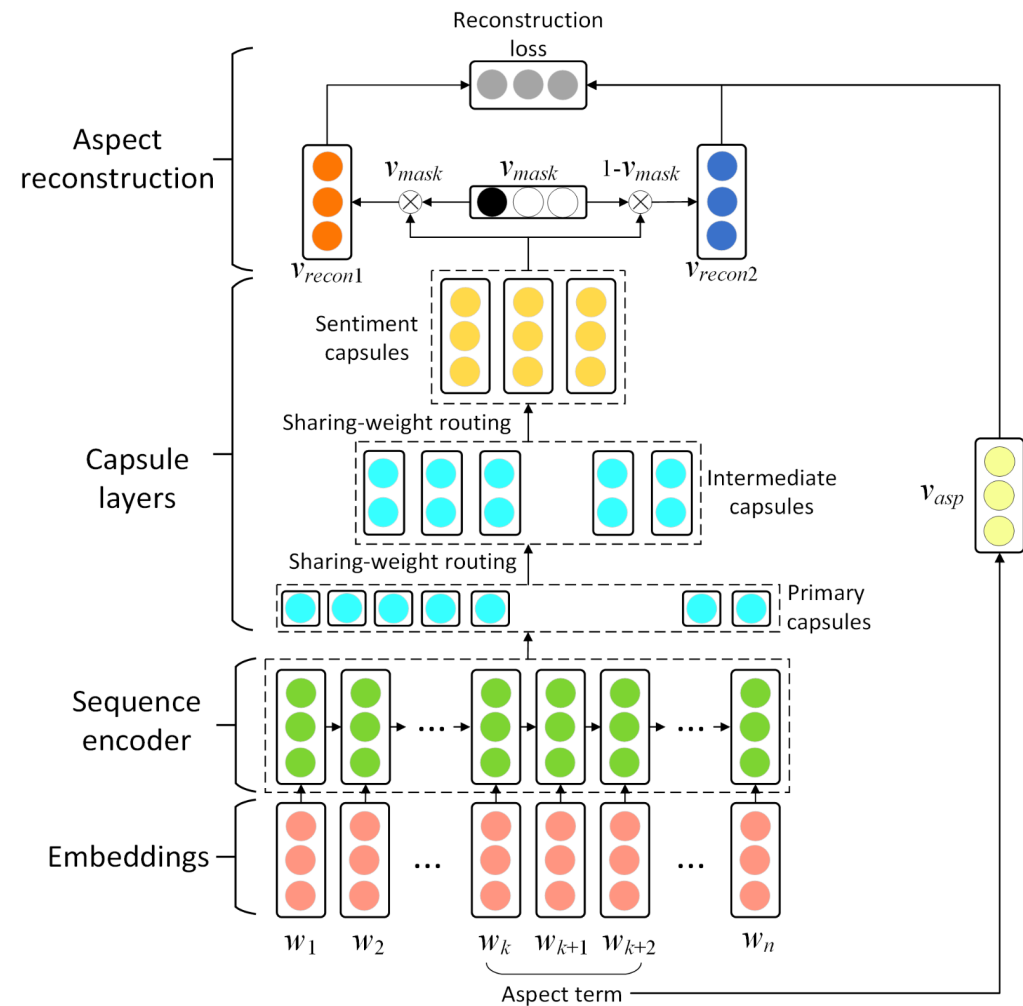 Reconstruction
loss
Aspect
reconstruction
v_mask
v_mask
1-v_mask
v_recon1
v_recon2
Sentiment
capsules
Sharing-weight routing
Capsule
layers
Intermediate
capsules
v_asp
Sharing-weight routing
Primary
capsules
Sequence
encoder
...
...
Embeddings
...
...
w_1 w_2 w_k w_k+1 w_k+2 w_n
Aspect term